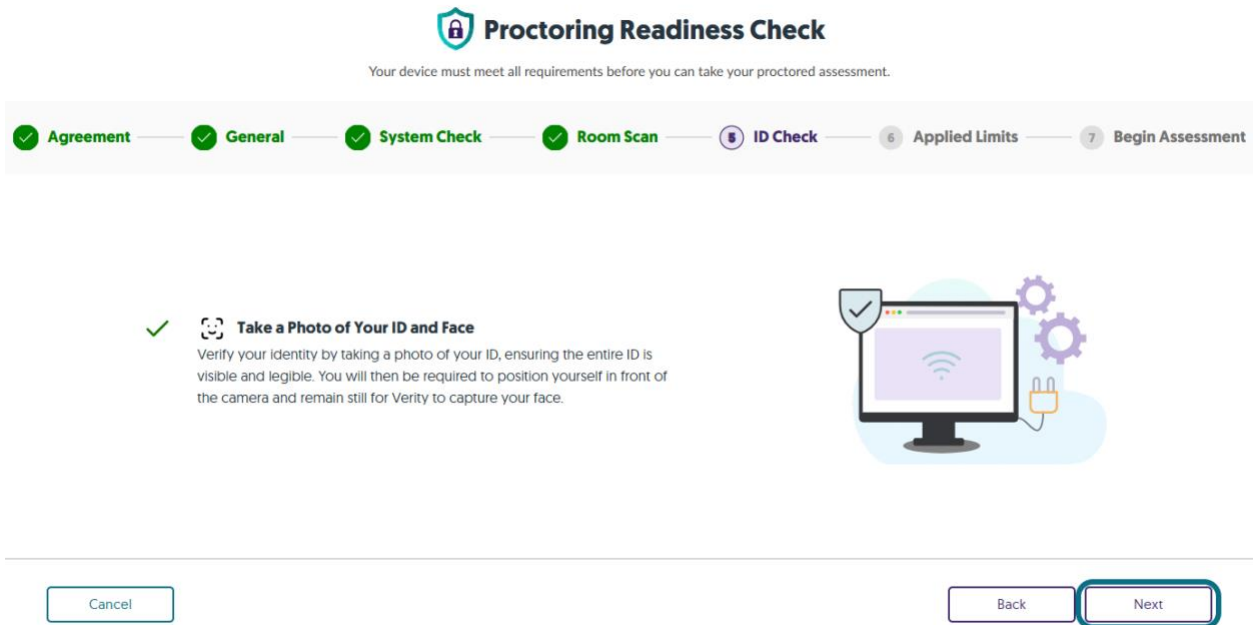 Proctoring Readiness Check
Your device must meet all requirements before you can take your proctored assessment.
Agreement General System Check Room Scan 5 ID Check 6 Applied Limits 7 Begin Assessment
Take a Photo of Your ID and Face
Verify your identity by taking a photo of your ID, ensuring the entire ID is
visible and legible. You will then be required to position yourself in front of
the camera and remain still for Verity to capture your face.
Cancel Back Next